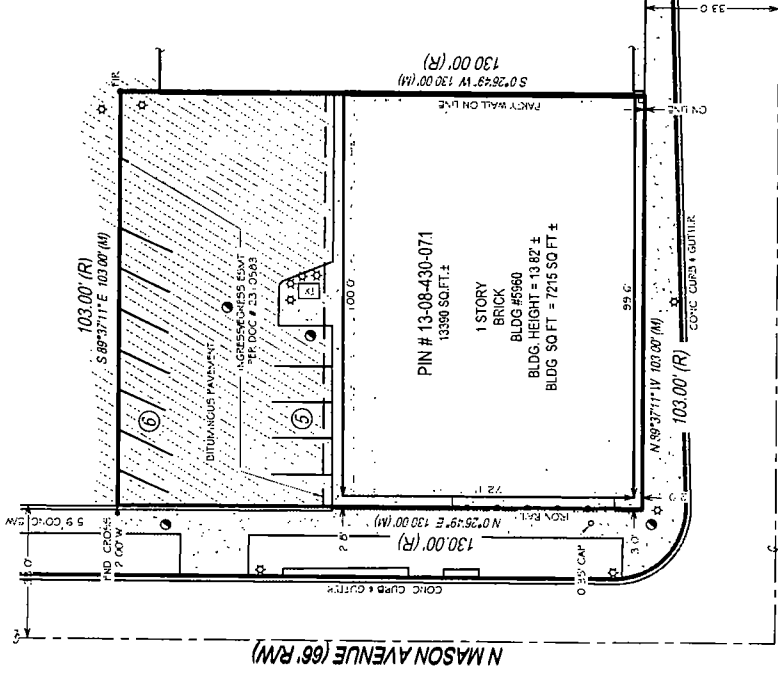 103.00' (R)
S 89°37'11" E 103.00' (M)
FIR
FND CROSS
2.00' W
5.9' CONC S/W
BITUMINOUS PAVEMENT
INGRESS/EGRESS ESMT
6
5
TX
S 0°26'49" W 130.00' (M)
130.00' (R)
PARTY WALL ON LINE
100.0'
PIN # 13-08-430-071
13390 SQ.FT.±
1 STORY
BRICK
BLDG #5960
BLDG. HEIGHT = 13.82' ±
BLDG SQ FT = 7215 SQ FT ±
99.6'
72.1'
IRON RAIL
N 0°26'49" E 130.00' (M)
130.00' (R)
2.8'
3.0'
CONC CURB & GUTTER
0.35' CAP
N MASON AVENUE (66' R/W)
N 89°37'11" W 103.00' (M)
103.00' (R)
CONC CURB & GUTTER
ON LINE
33.0'